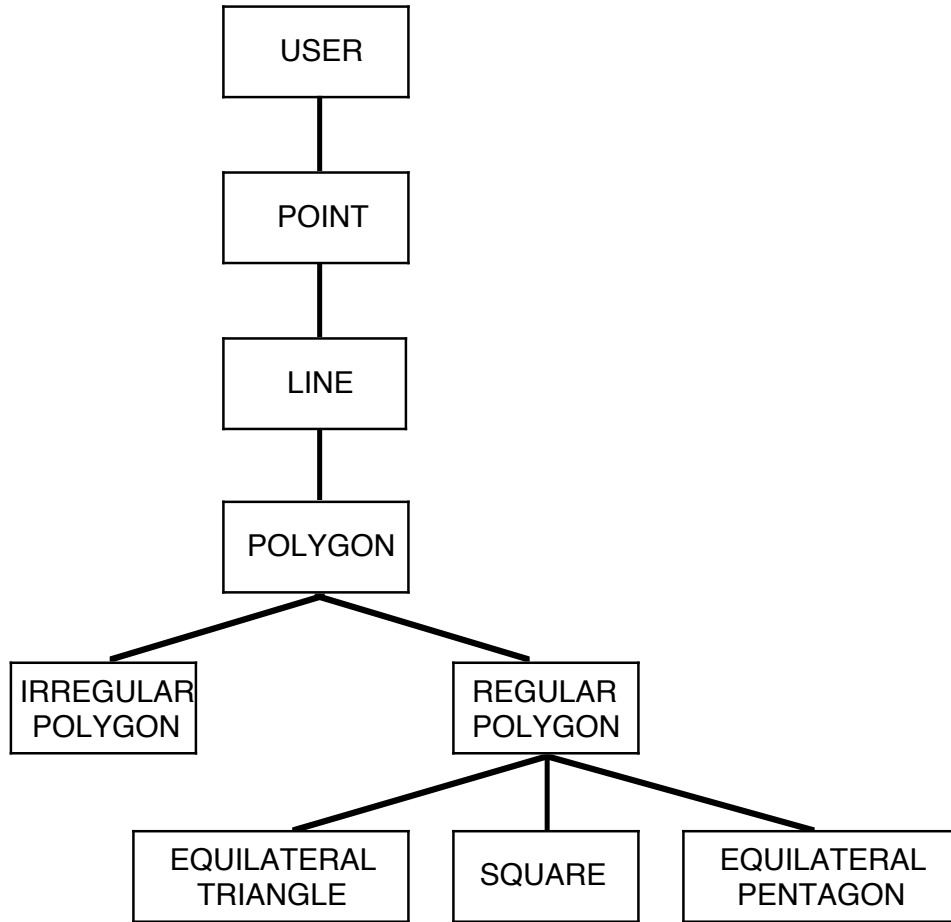 USER
POINT
LINE
POLYGON
IRREGULAR
POLYGON
REGULAR
POLYGON
EQUILATERAL
TRIANGLE
SQUARE
EQUILATERAL
PENTAGON